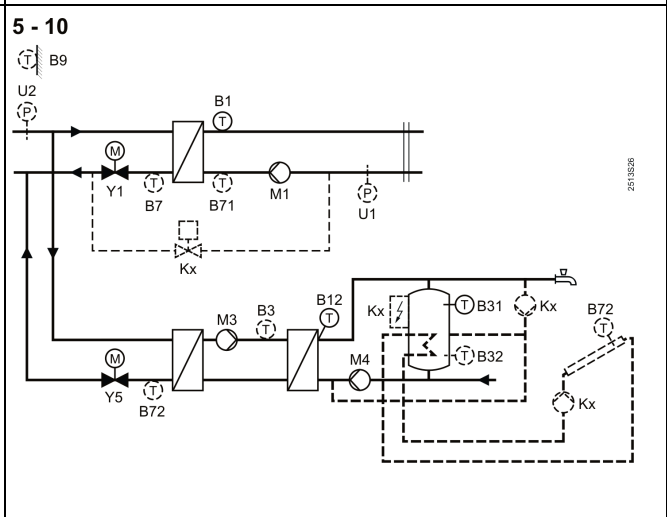 5 - 10
T B9
U2
P
B1
T
M
Y1
T
B7
T
B71
M1
P
U1
Kx
2513S26
M3
B3
T
B12
T
Kx
T B31
Kx
B72
T
M
Y5
T
B72
M4
T B32
Kx